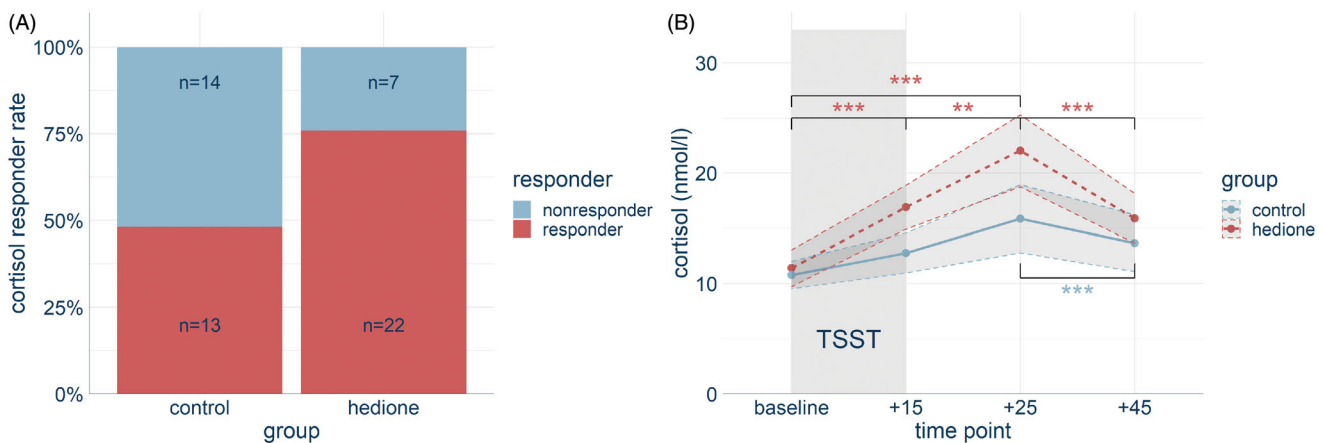 (A)
100%
75%
50%
25%
0%
cortisol responder rate
n=14
n=7
n=13
n=22
control
hedione
group
responder
nonresponder
responder
(B)
30
20
10
0
cortisol (nmol/l)
***
***
**
***
***
TSST
baseline
+15
+25
+45
time point
group
control
hedione